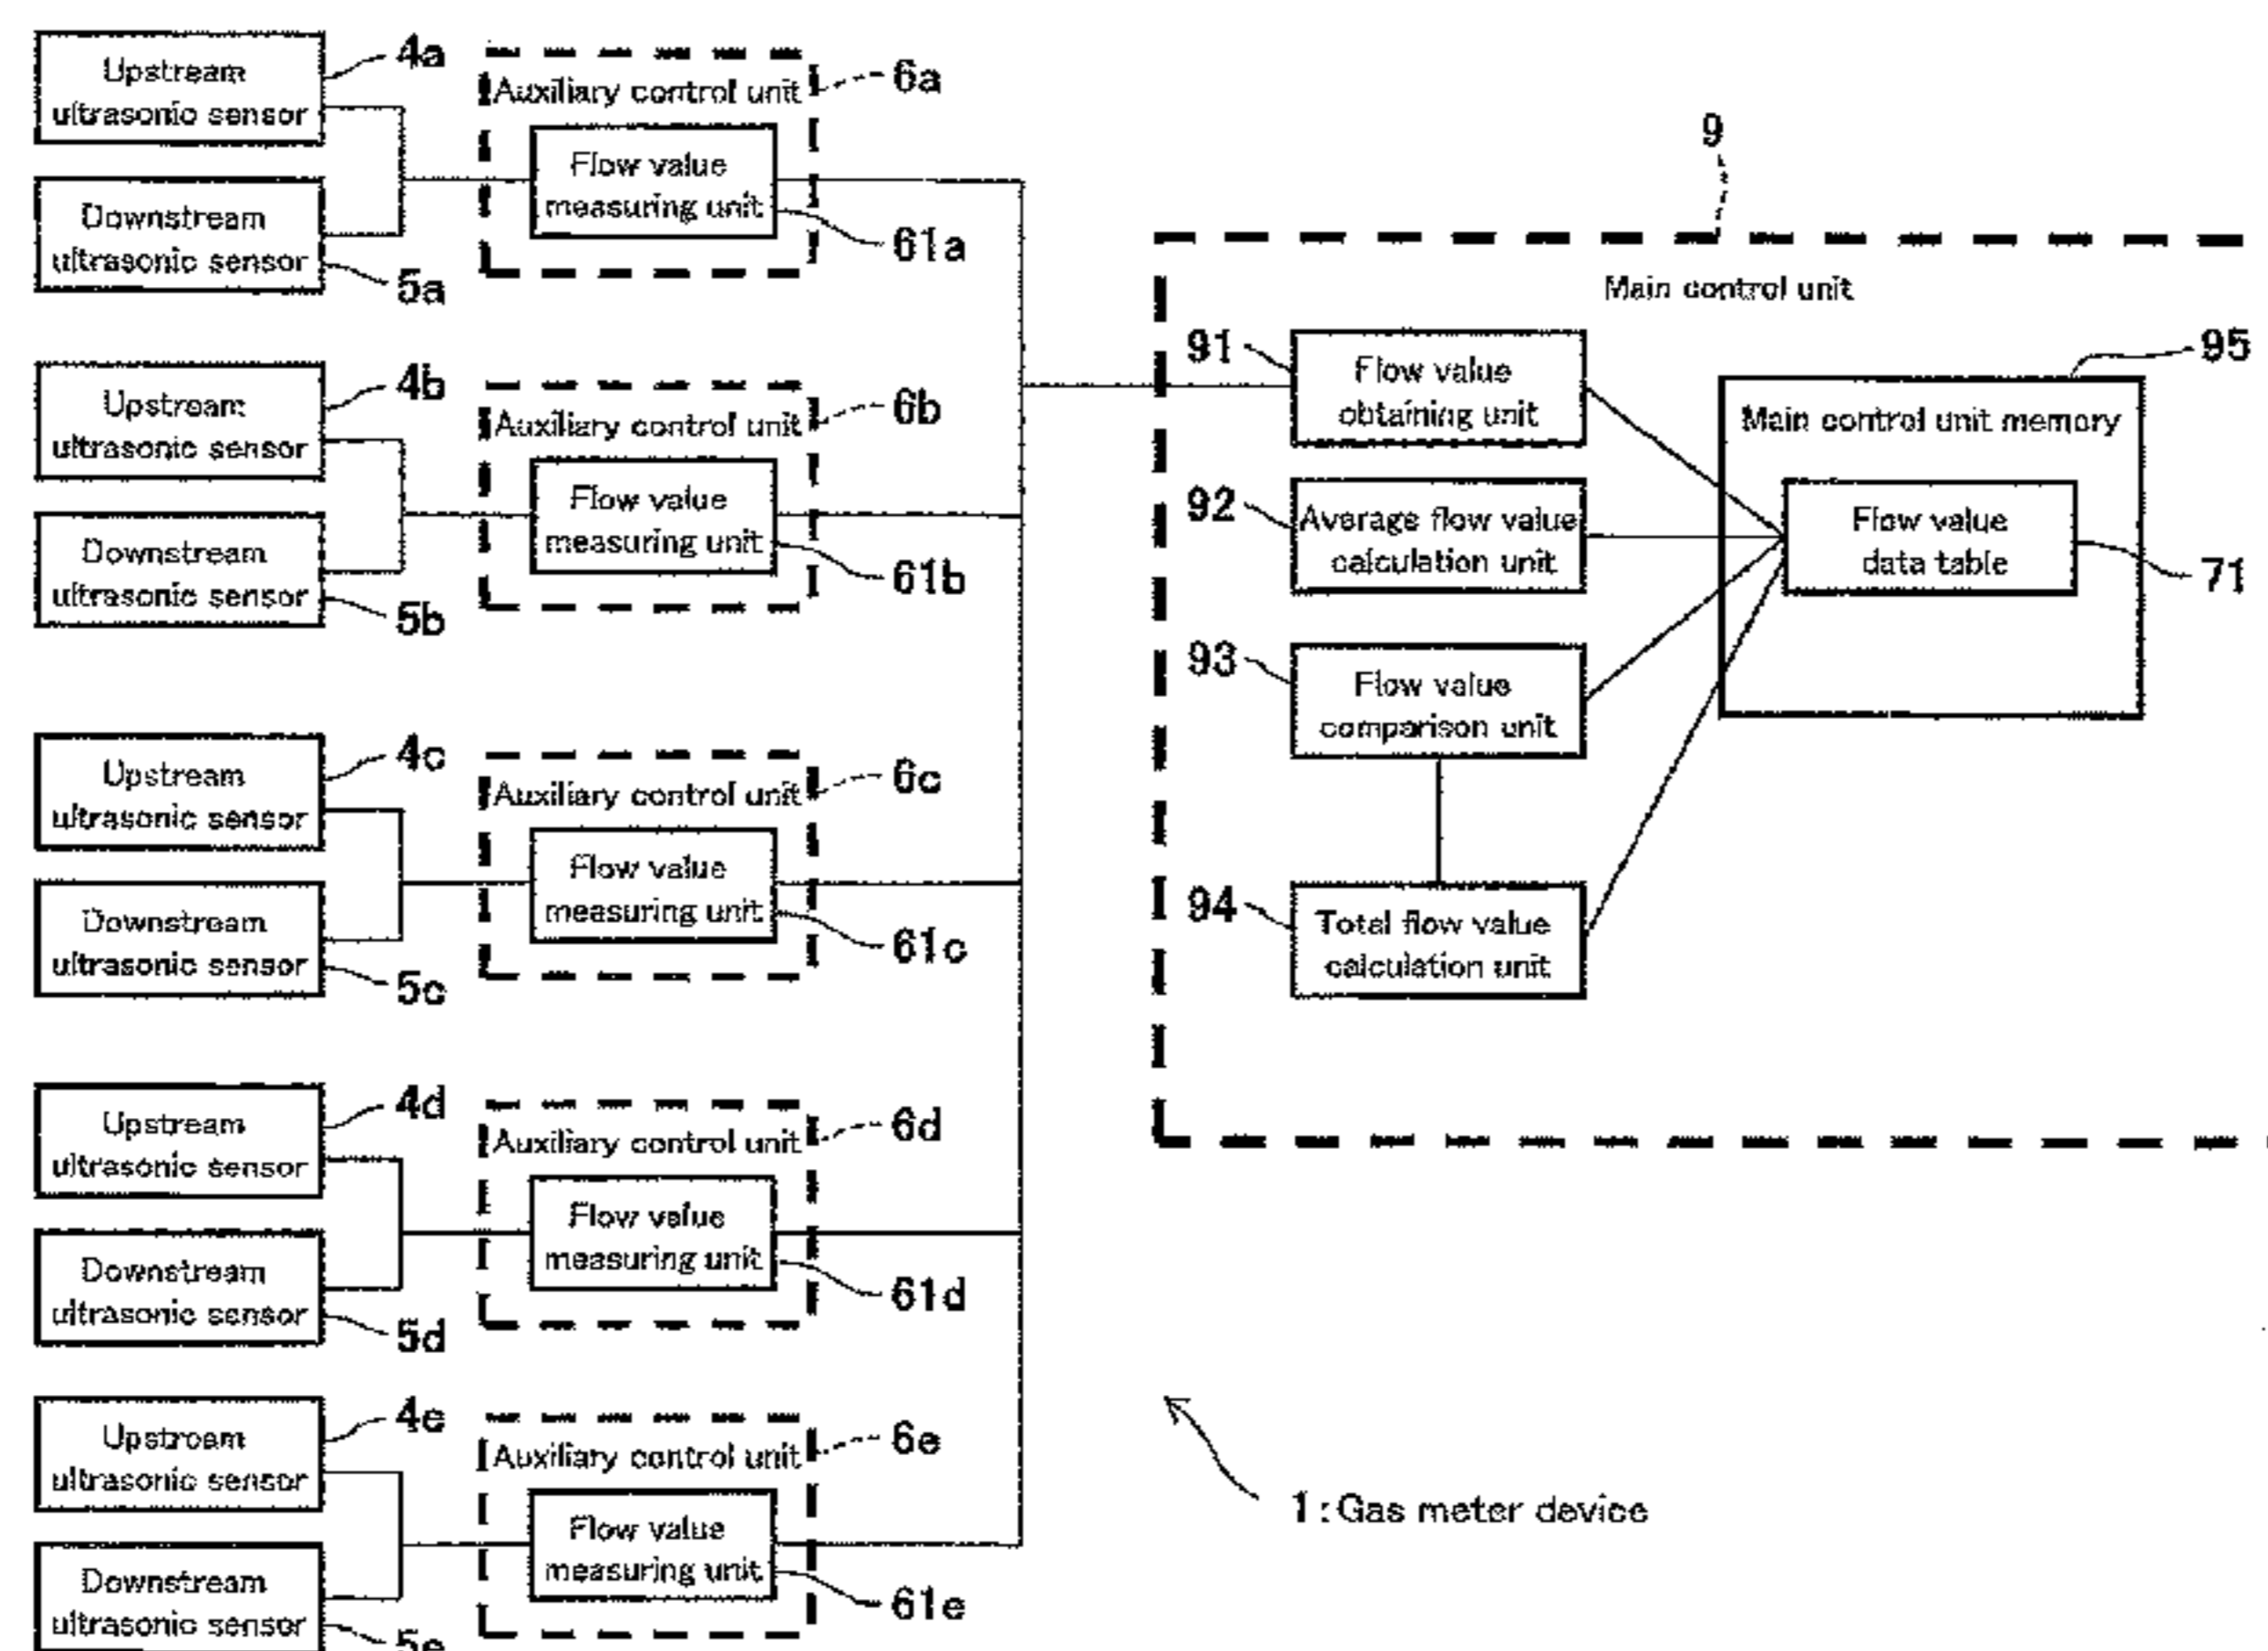 Upstream
ultrasonic sensor
4a
Downstream
ultrasonic sensor
5a
Auxiliary control unit
6a
Flow value
measuring unit
61a
Upstream
ultrasonic sensor
4b
Downstream
ultrasonic sensor
5b
Auxiliary control unit
6b
Flow value
measuring unit
61b
Upstream
ultrasonic sensor
4c
Downstream
ultrasonic sensor
5c
Auxiliary control unit
6c
Flow value
measuring unit
61c
Upstream
ultrasonic sensor
4d
Downstream
ultrasonic sensor
5d
Auxiliary control unit
6d
Flow value
measuring unit
61d
Upstream
ultrasonic sensor
4e
Downstream
ultrasonic sensor
5e
Auxiliary control unit
6e
Flow value
measuring unit
61e
9
Main control unit
91
Flow value
obtaining unit
92
Average flow value
calculation unit
93
Flow value
comparison unit
94
Total flow value
calculation unit
95
Main control unit memory
Flow value
data table
71
1:Gas meter device